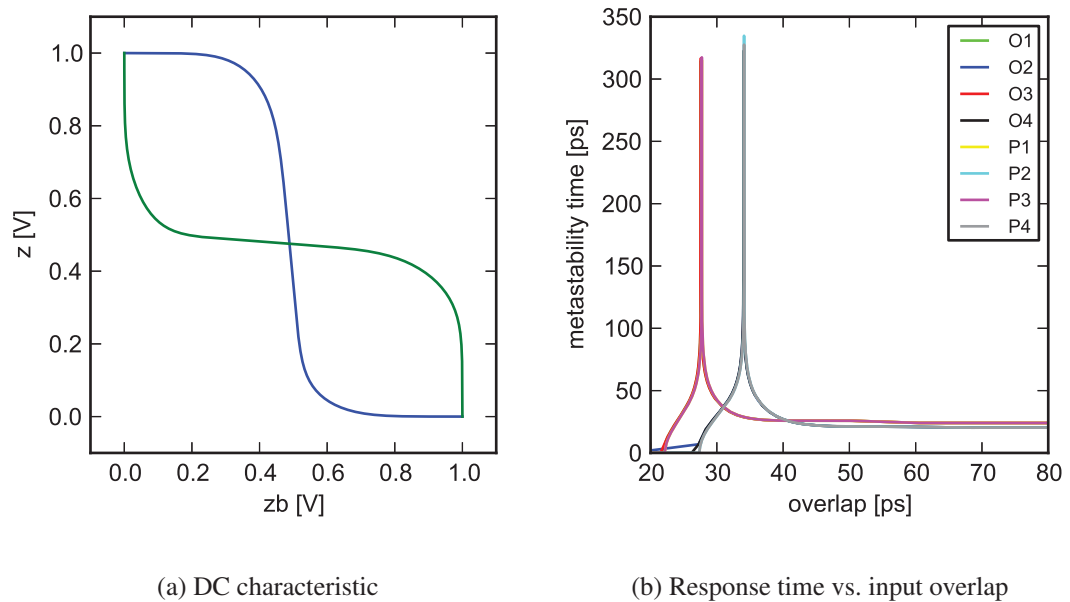 1.0
0.8
0.6
0.4
0.2
0.0
z [V]
0.0 0.2 0.4 0.6 0.8 1.0
zb [V]
(a) DC characteristic
350
300
250
200
150
100
50
0
metastability time [ps]
20 30 40 50 60 70 80
overlap [ps]
O1
O2
O3
O4
P1
P2
P3
P4
(b) Response time vs. input overlap